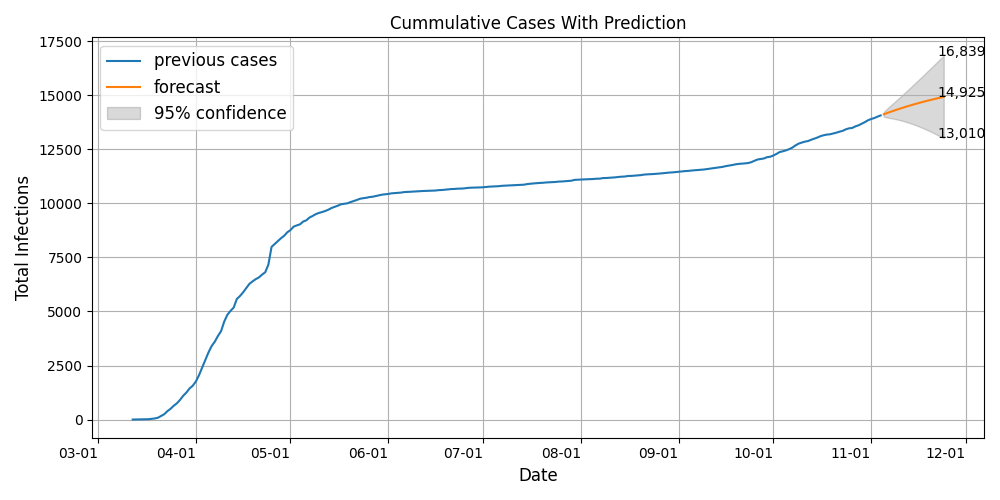 Cummulative Cases With Prediction
17500
15000
12500
10000
7500
5000
2500
0
Total Infections
previous cases
forecast
95% confidence
16,839
14,925
13,010
03-01 04-01 05-01 06-01 07-01 08-01 09-01 10-01 11-01 12-01
Date